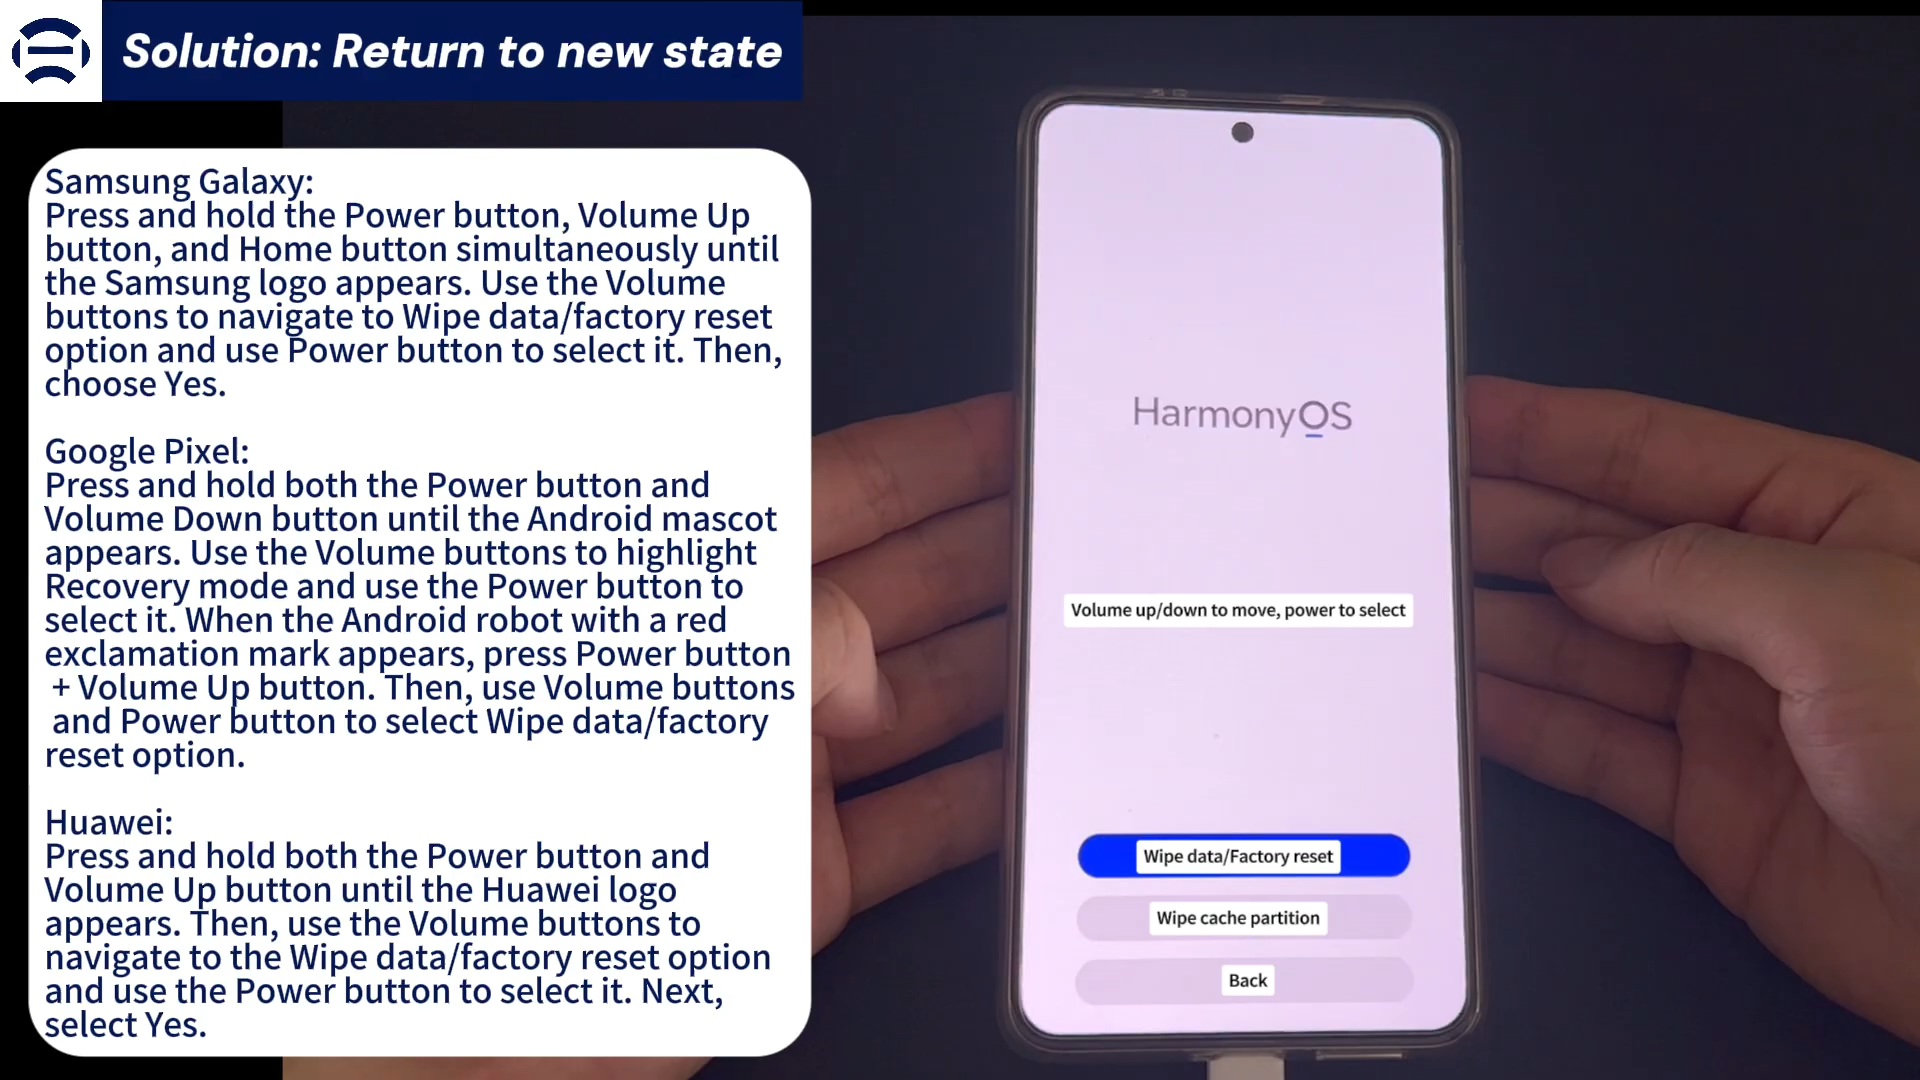 Solution: Return to new state
Samsung Galaxy:
Press and hold the Power button, Volume Up
button, and Home button simultaneously until
the Samsung logo appears. Use the Volume
buttons to navigate to Wipe data/factory reset
option and use Power button to select it. Then,
choose Yes.
Google Pixel:
Press and hold both the Power button and
Volume Down button until the Android mascot
appears. Use the Volume buttons to highlight
Recovery mode and use the Power button to
select it. When the Android robot with a red
exclamation mark appears, press Power button
+ Volume Up button. Then, use Volume buttons
and Power button to select Wipe data/factory
reset option.
Huawei:
Press and hold both the Power button and
Volume Up button until the Huawei logo
appears. Then, use the Volume buttons to
navigate to the Wipe data/factory reset option
and use the Power button to select it. Next,
select Yes.
HarmonyOS
Volume up/down to move, power to select
Wipe data/Factory reset
Wipe cache partition
Back